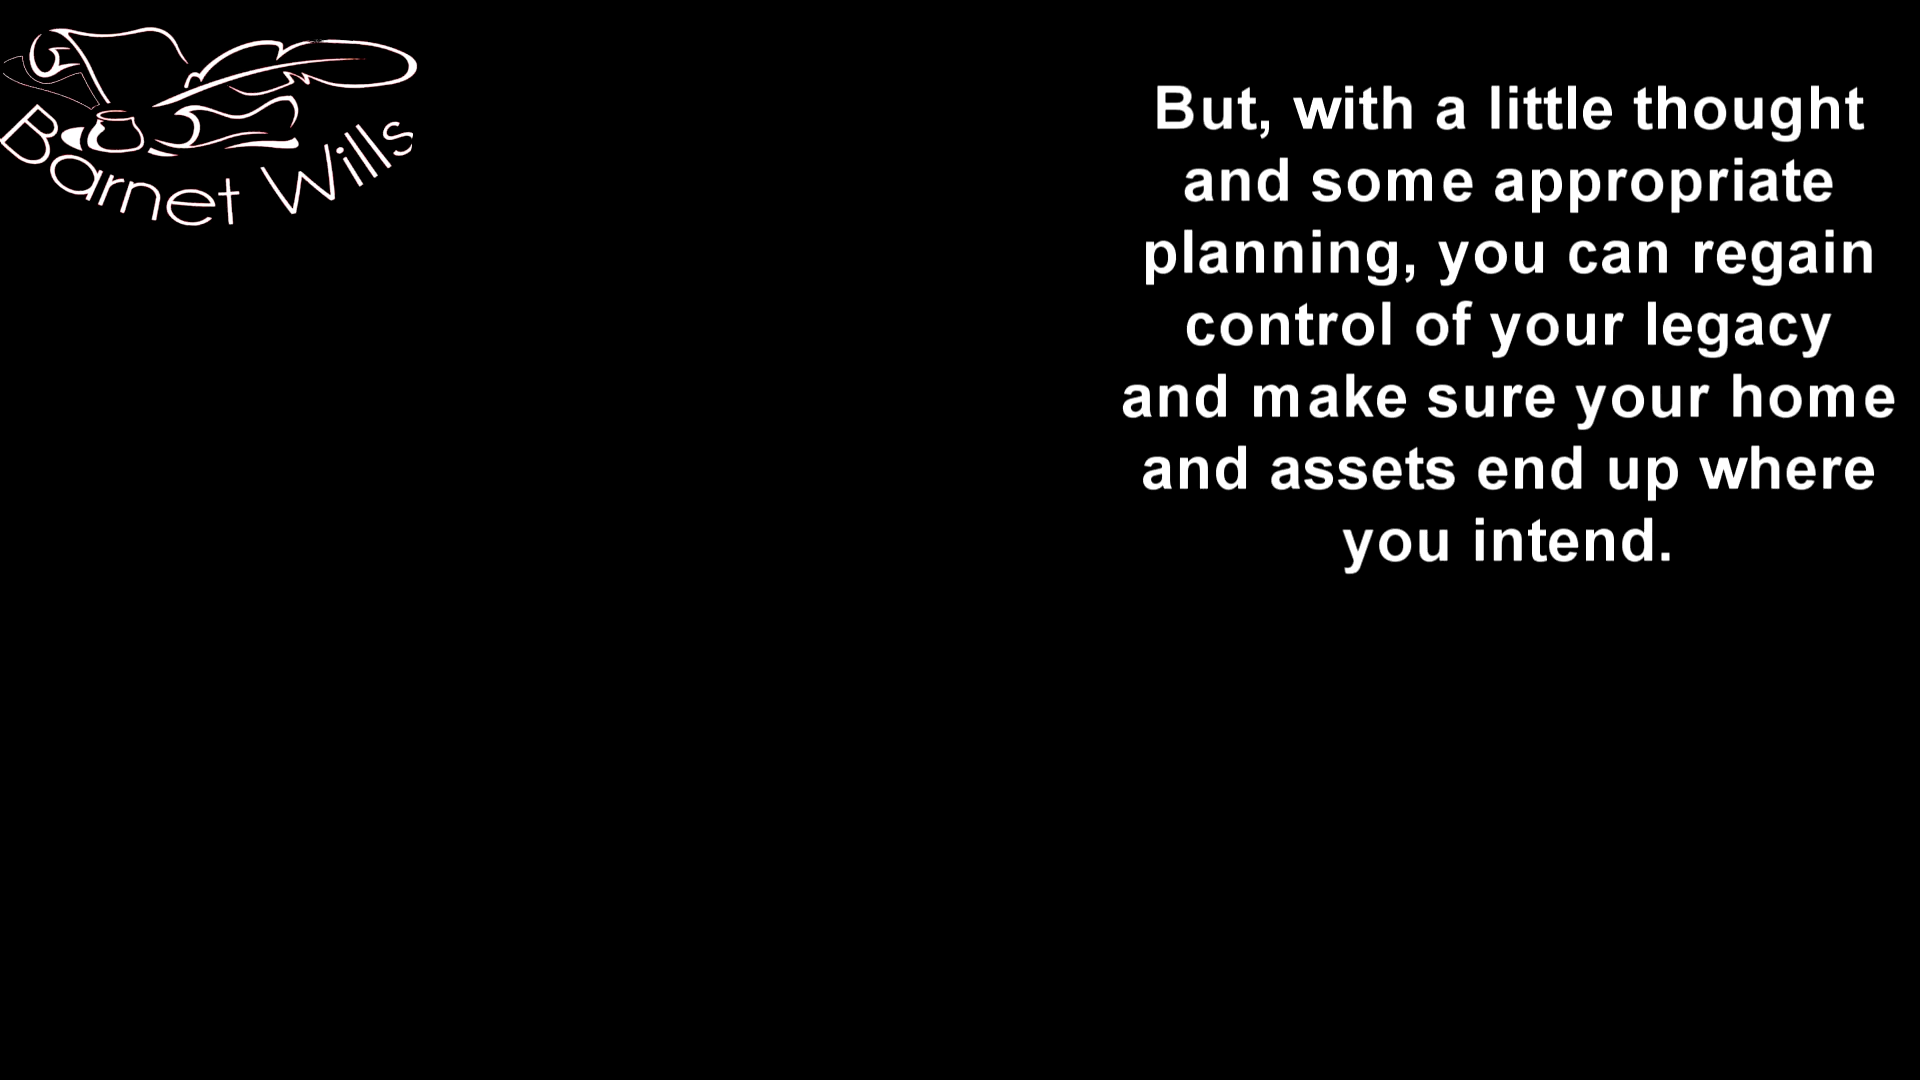 Barnet Wills
But, with a little thought
and some appropriate
planning, you can regain
control of your legacy
and make sure your home
and assets end up where
you intend.